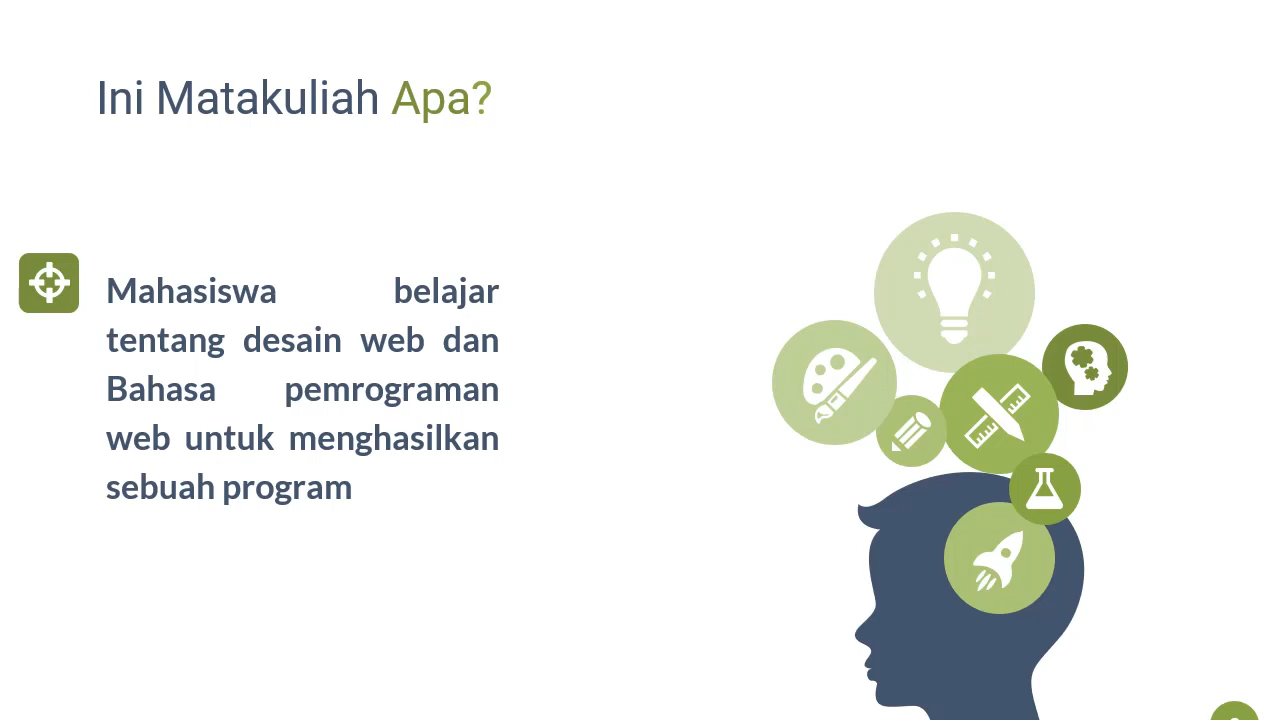 Ini Matakuliah Apa?
Mahasiswa belajar
tentang desain web dan
Bahasa pemrograman
web untuk menghasilkan
sebuah program